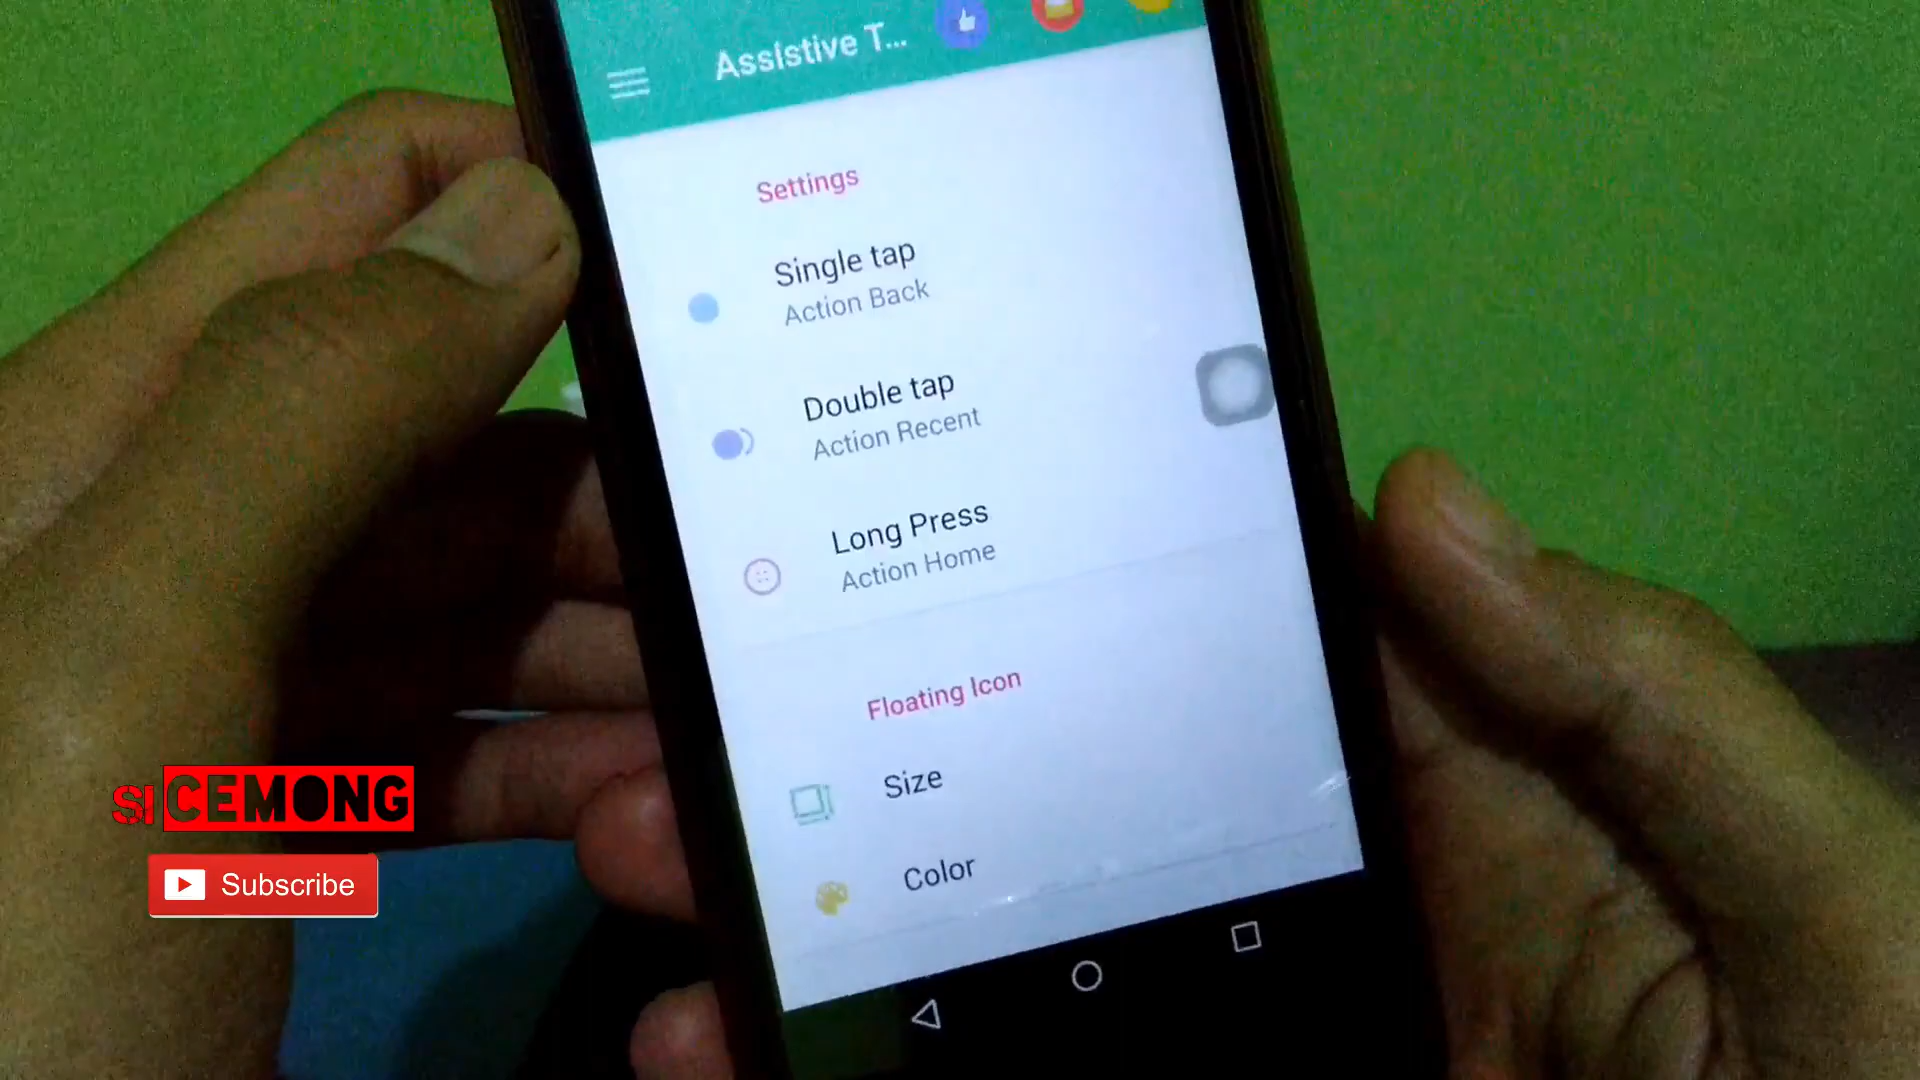 Assistive T...
Settings
Single tap
Action Back
Double tap
Action Recent
Long Press
Action Home
Floating Icon
Size
Color
SI CEMONG
Subscribe